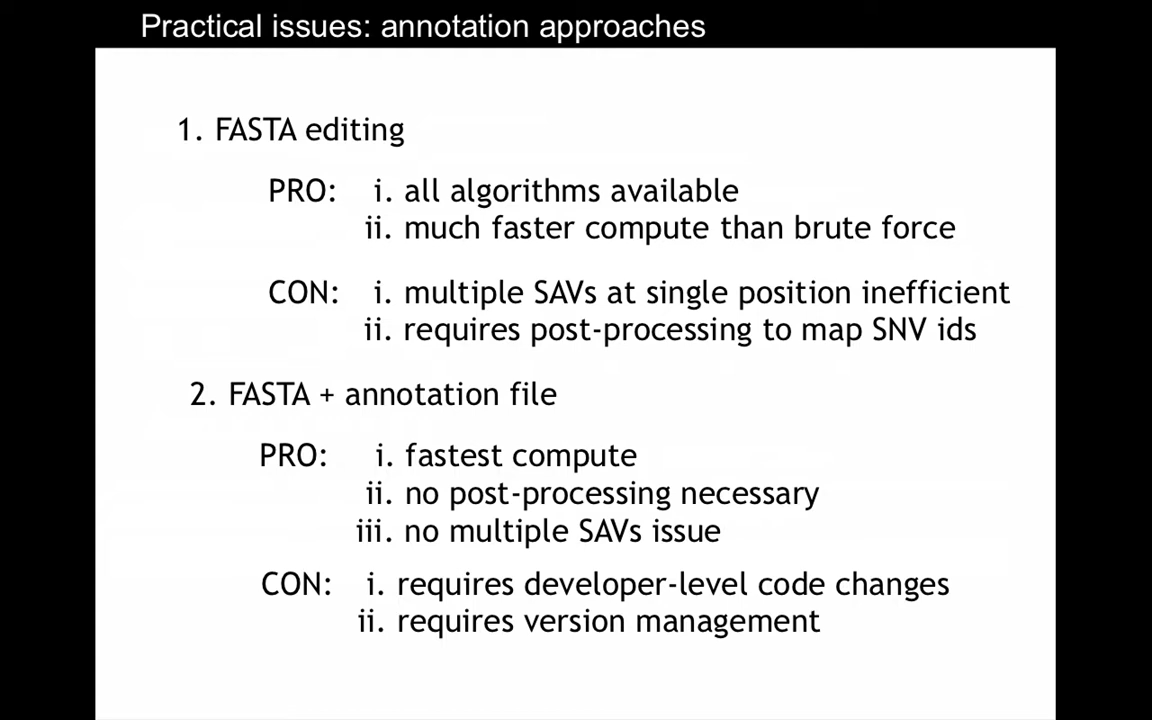 Practical issues: annotation approaches
1. FASTA editing
PRO: i. all algorithms available
ii. much faster compute than brute force
CON: i. multiple SAVs at single position inefficient
ii. requires post-processing to map SNV ids
2. FASTA + annotation file
PRO: i. fastest compute
ii. no post-processing necessary
iii. no multiple SAVs issue
CON: i. requires developer-level code changes
ii. requires version management